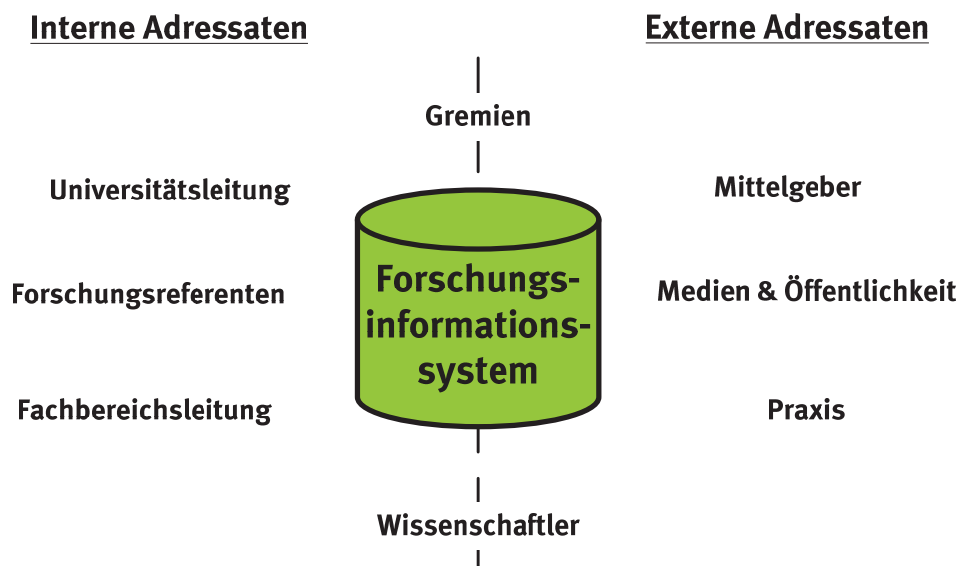 Interne Adressaten
Externe Adressaten
Gremien
Universitätsleitung
Mittelgeber
Forschungs-
informations-
system
Forschungsreferenten
Medien & Öffentlichkeit
Fachbereichsleitung
Praxis
Wissenschaftler